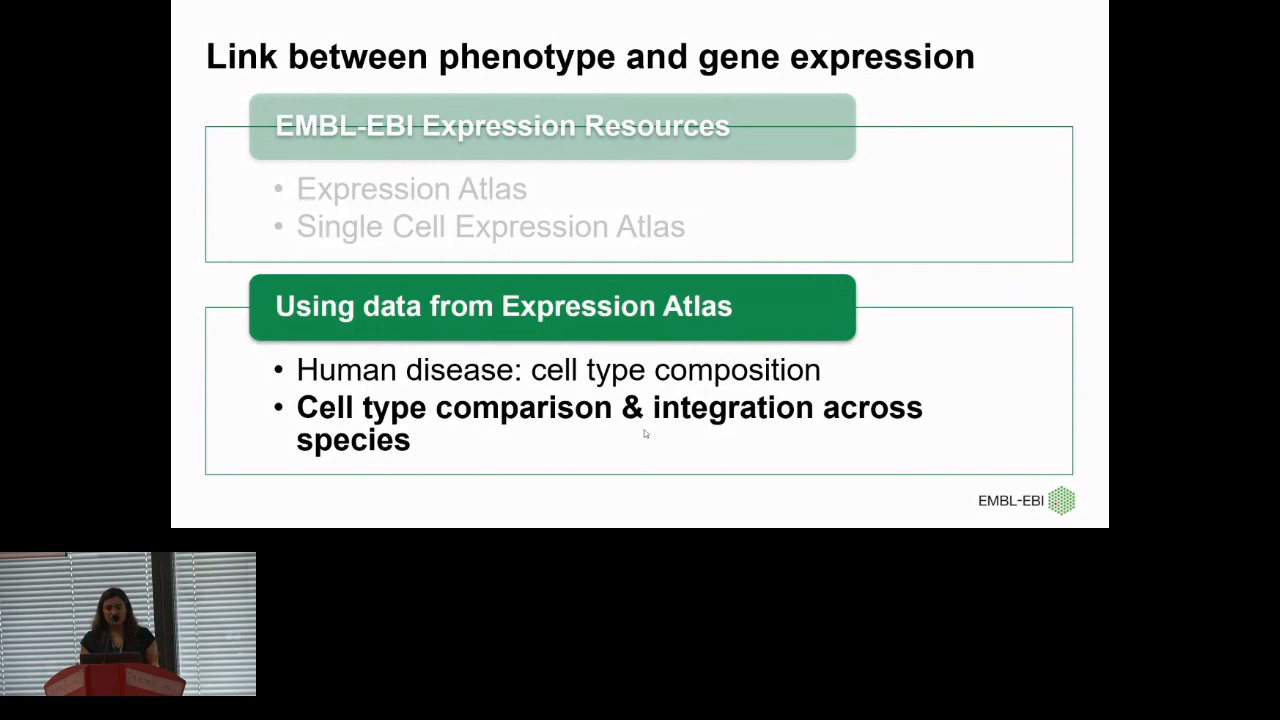 Link between phenotype and gene expression
EMBL-EBI Expression Resources
• Expression Atlas
• Single Cell Expression Atlas
Using data from Expression Atlas
• Human disease: cell type composition
• Cell type comparison & integration across
species
EMBL-EBI